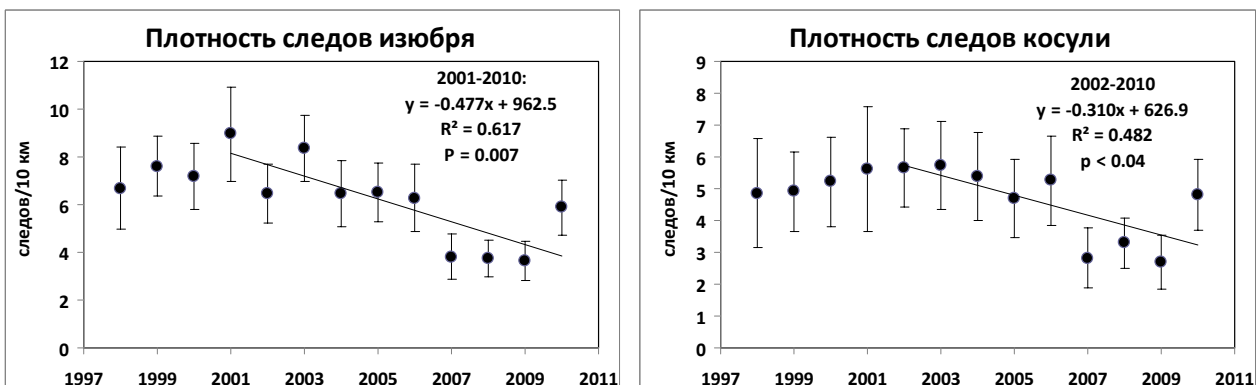 Плотность следов изюбря
12
10
8
6
4
2
0
следов/10 км
2001-2010:
y = -0.477x + 962.5
R² = 0.617
P = 0.007
1997 1999 2001 2003 2005 2007 2009 2011
Плотность следов косули
9
8
7
6
5
4
3
2
1
0
следов/10 км
2002-2010
y = -0.310x + 626.9
R² = 0.482
p < 0.04
1997 1999 2001 2003 2005 2007 2009 2011